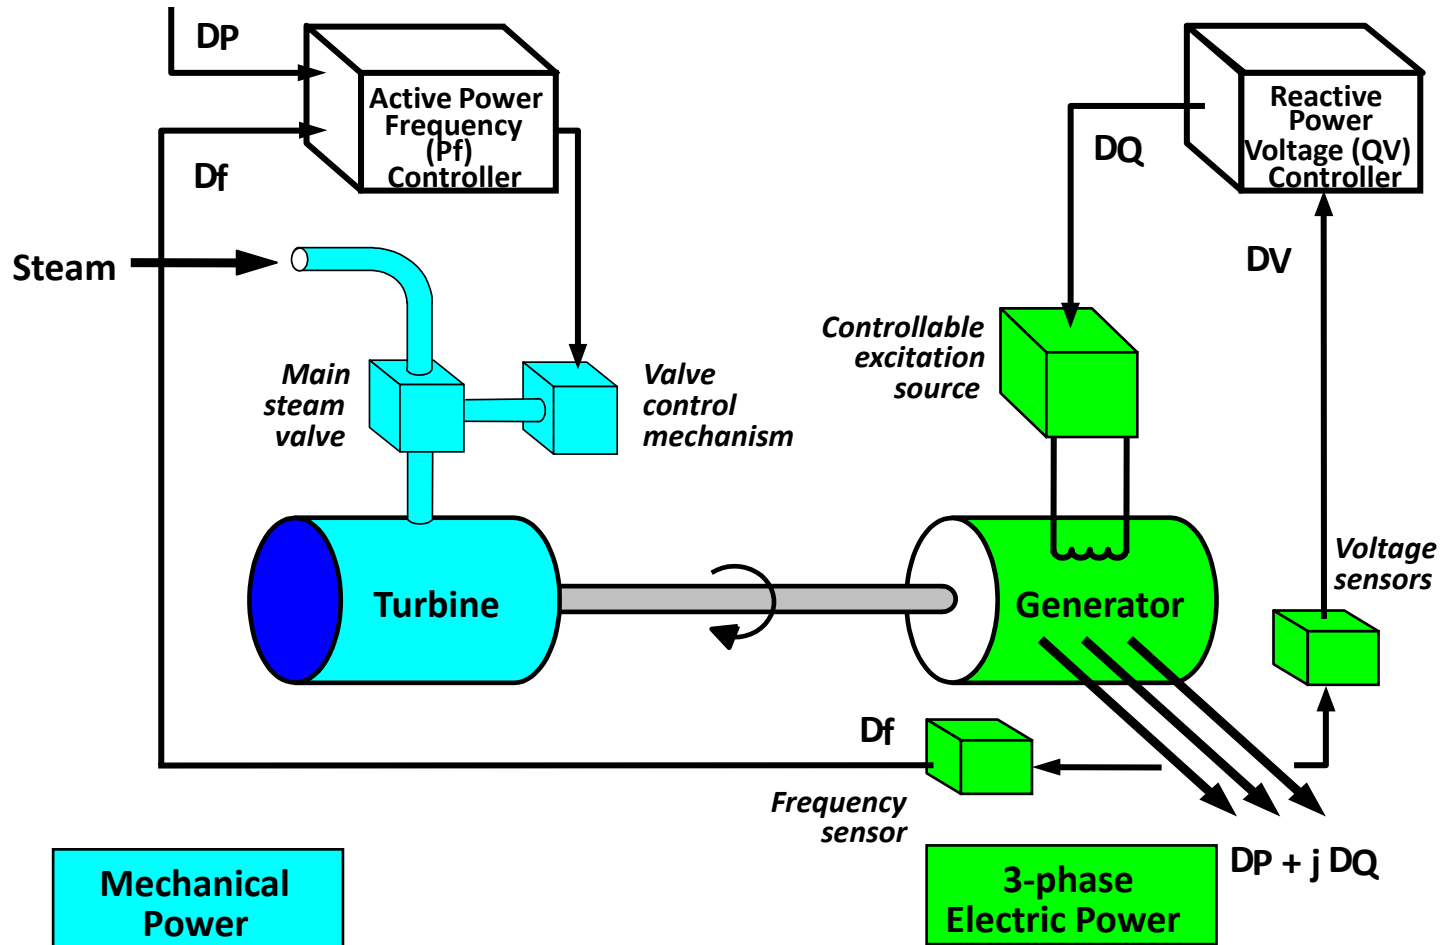 DP
Active Power
Frequency
(Pf)
Controller
Df
Steam
Main
steam
valve
Valve
control
mechanism
Turbine
Reactive
Power
Voltage (QV)
Controller
DQ
DV
Controllable
excitation
source
Generator
Voltage
sensors
Df
Frequency
sensor
DP + j DQ
Mechanical
Power
3-phase
Electric Power